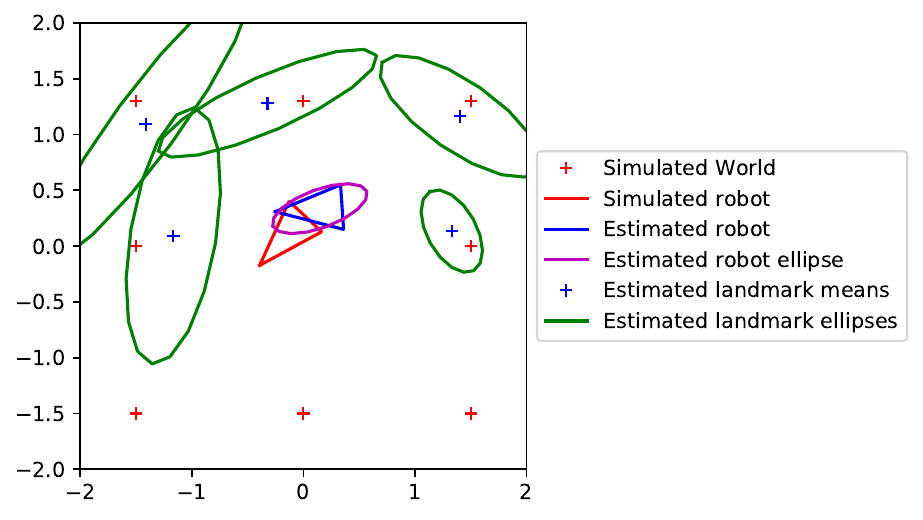 2.0
1.5
1.0
0.5
0.0
−0.5
−1.0
−1.5
−2.0
−2 −1 0 1 2
Simulated World
Simulated robot
Estimated robot
Estimated robot ellipse
Estimated landmark means
Estimated landmark ellipses